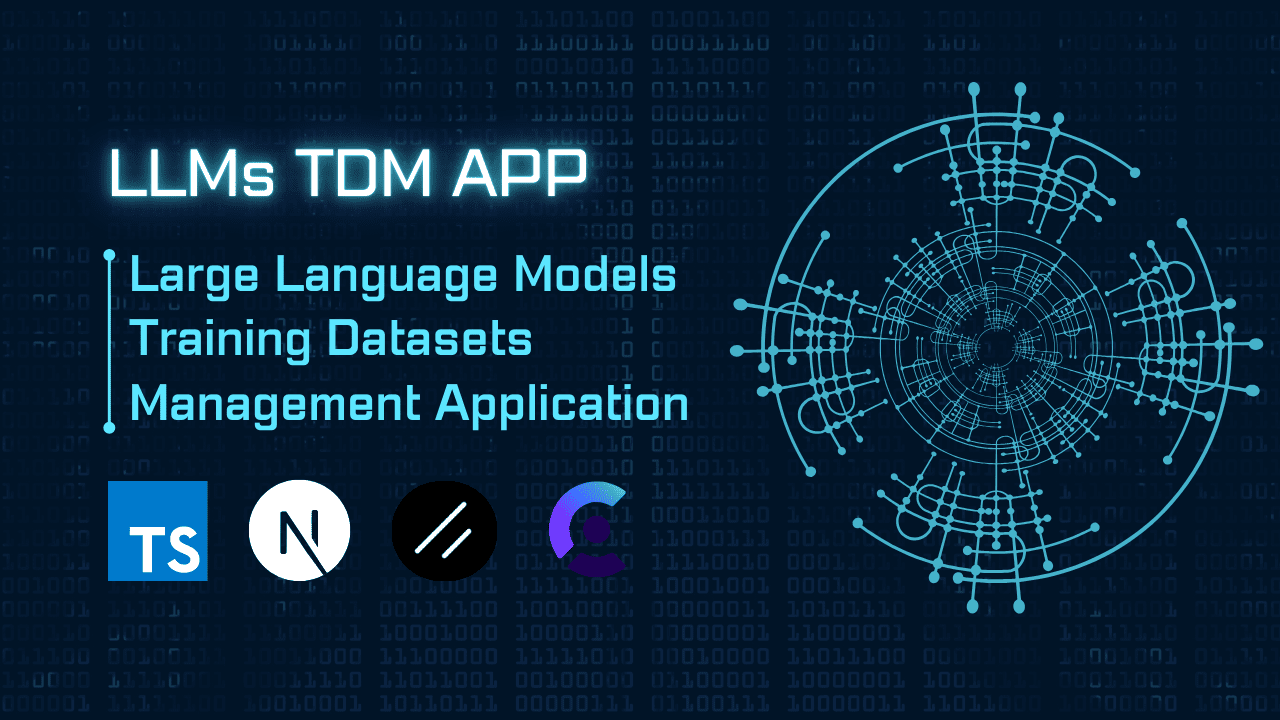 LLMs TDM APP
Large Language Models
Training Datasets
Management Application
TS
N